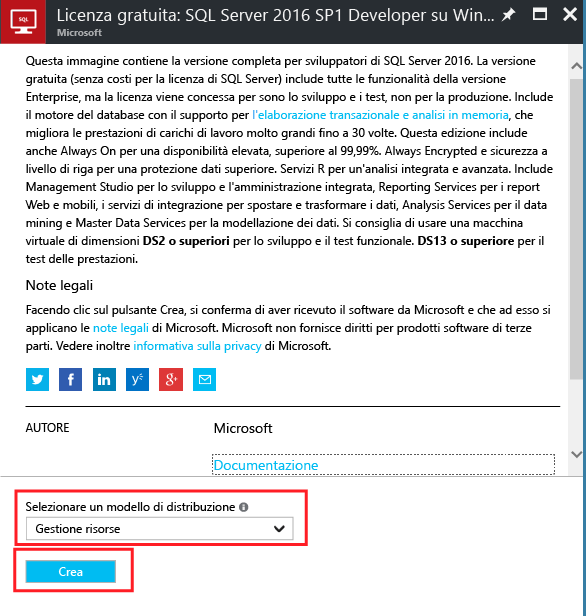 SQL
Licenza gratuita: SQL Server 2016 SP1 Developer su Win...
Microsoft
Questa immagine contiene la versione completa per sviluppatori di SQL Server 2016. La versione
gratuita (senza costi per la licenza di SQL Server) include tutte le funzionalità della versione
Enterprise, ma la licenza viene concessa per sono lo sviluppo e i test, non per la produzione. Include
il motore del database con il supporto per l'elaborazione transazionale e analisi in memoria, che
migliora le prestazioni di carichi di lavoro molto grandi fino a 30 volte. Questa edizione include
anche Always On per una disponibilità elevata, superiore al 99,99%. Always Encrypted e sicurezza a
livello di riga per una protezione dati superiore. Servizi R per un'analisi integrata e avanzata. Include
Management Studio per lo sviluppo e l'amministrazione integrata, Reporting Services per i report
Web e mobili, i servizi di integrazione per spostare e trasformare i dati, Analysis Services per il data
mining e Master Data Services per la modellazione dei dati. Si consiglia di usare una macchina
virtuale di dimensioni DS2 o superiori per lo sviluppo e il test funzionale. DS13 o superiore per il
test delle prestazioni.
Note legali
Facendo clic sul pulsante Crea, si conferma di aver ricevuto il software da Microsoft e che ad esso si
applicano le note legali di Microsoft. Microsoft non fornisce diritti per prodotti software di terze
parti. Vedere inoltre informativa sulla privacy di Microsoft.
AUTORE Microsoft
Documentazione
Selezionare un modello di distribuzione
Gestione risorse
Crea